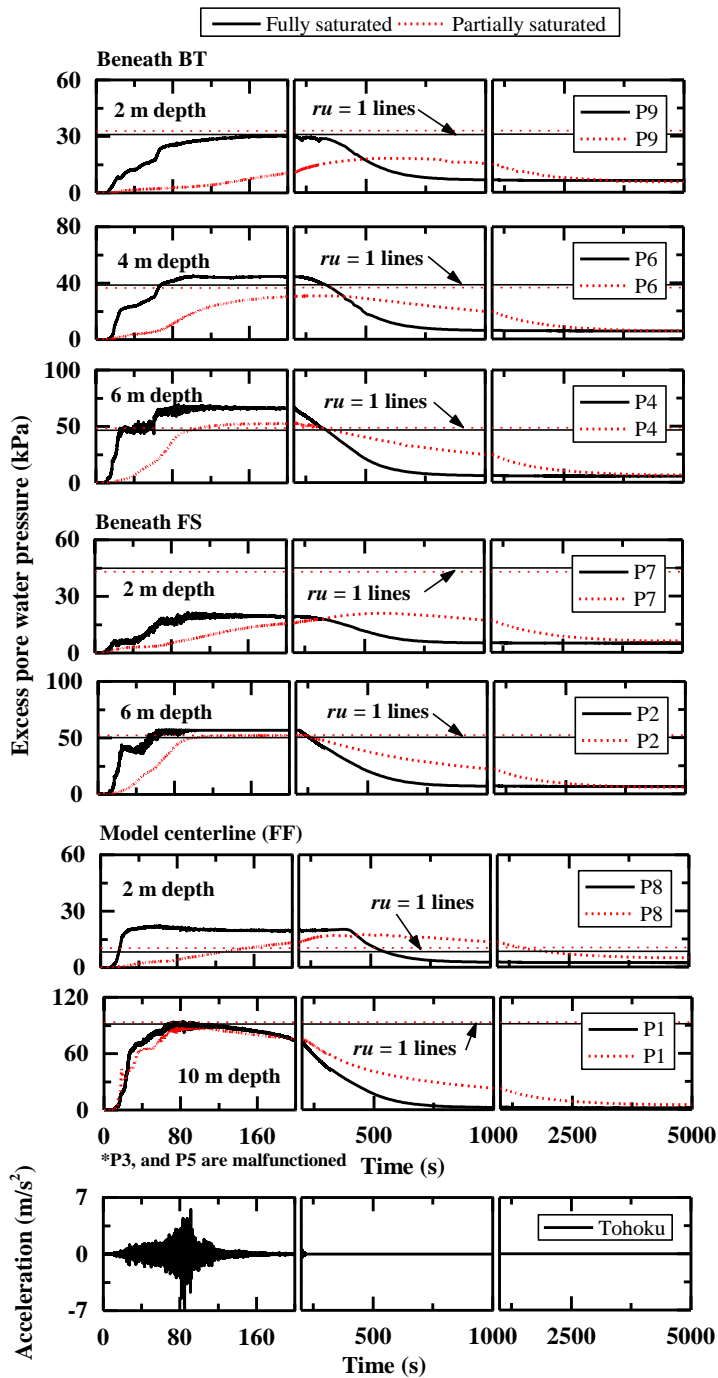 Fully saturated Partially saturated
Beneath BT
60
30
0
2 m depth
ru = 1 lines
P9
P9
80
40
0
4 m depth
ru = 1 lines
P6
P6
100
50
0
6 m depth
ru = 1 lines
P4
P4
Beneath FS
60
30
0
2 m depth
ru = 1 lines
P7
P7
100
50
0
6 m depth
ru = 1 lines
P2
P2
Model centerline (FF)
60
30
0
2 m depth
ru = 1 lines
P8
P8
120
60
0
10 m depth
ru = 1 lines
P1
P1
Excess pore water pressure (kPa)
0 80 160 500 1000 2500 5000
*P3, and P5 are malfunctioned
Time (s)
7
0
-7
Tohoku
Acceleration (m/s²)
0 80 160 500 1000 2500 5000
Time (s)